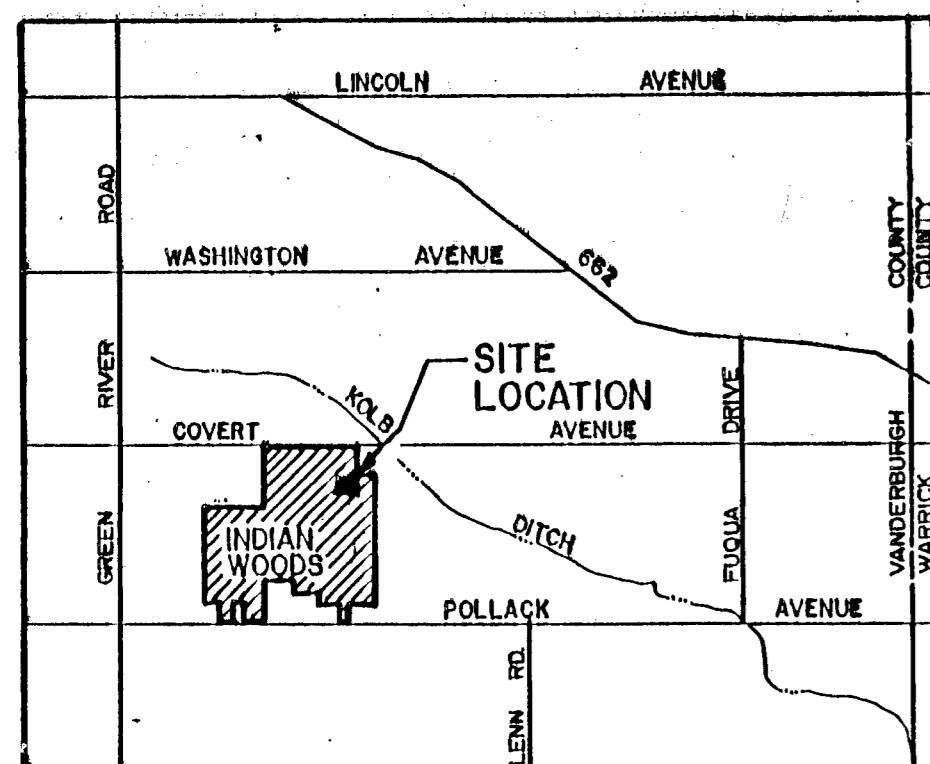 LINCOLN AVENUE
GREEN RIVER ROAD
WASHINGTON AVENUE
662
VANDERBURGH COUNTY
WARRICK COUNTY
SITE
LOCATION
KOLB DITCH
COVERT AVENUE
FUQUA DRIVE
INDIAN
WOODS
POLLACK AVENUE
LENN RD.